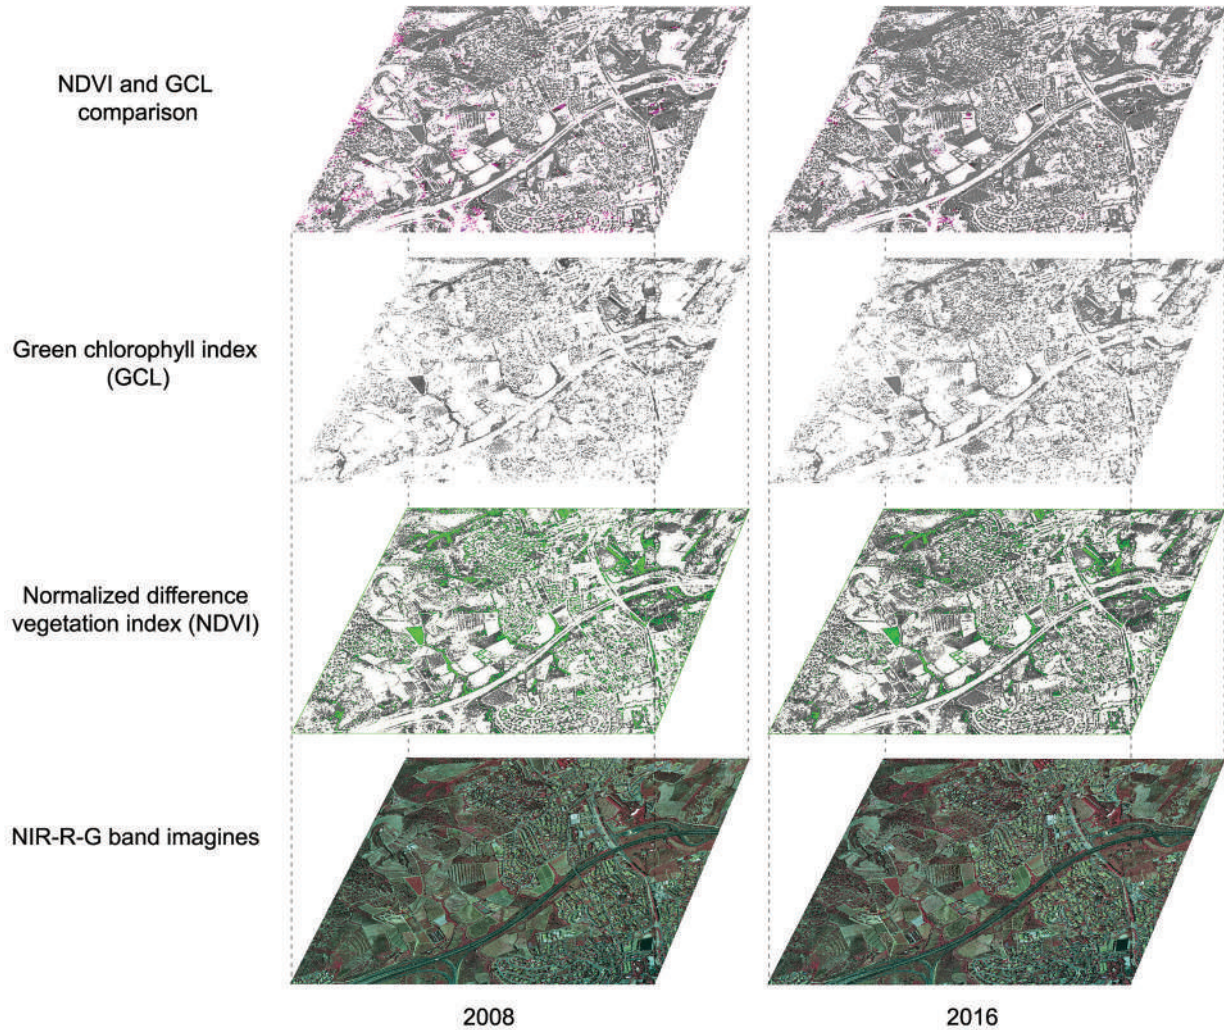 NDVI and GCL
comparison
Green chlorophyll index
(GCL)
Normalized difference
vegetation index (NDVI)
NIR-R-G band imagines
2008
2016